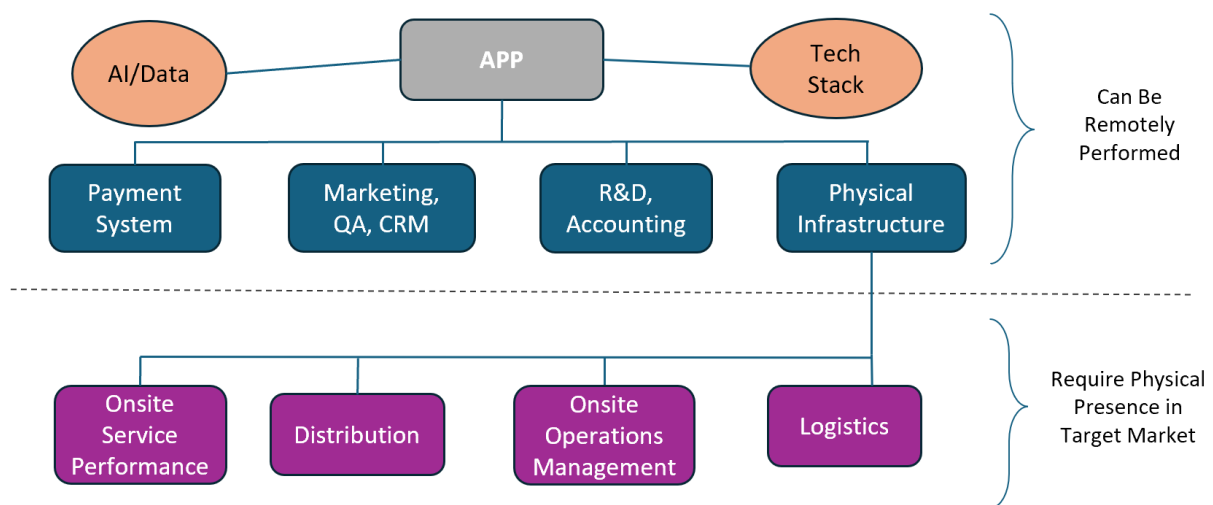 AI/Data
APP
Tech
Stack
Can Be
Remotely
Performed
Payment
System
Marketing,
QA, CRM
R&D,
Accounting
Physical
Infrastructure
Onsite
Service
Performance
Distribution
Onsite
Operations
Management
Logistics
Require Physical
Presence in
Target Market